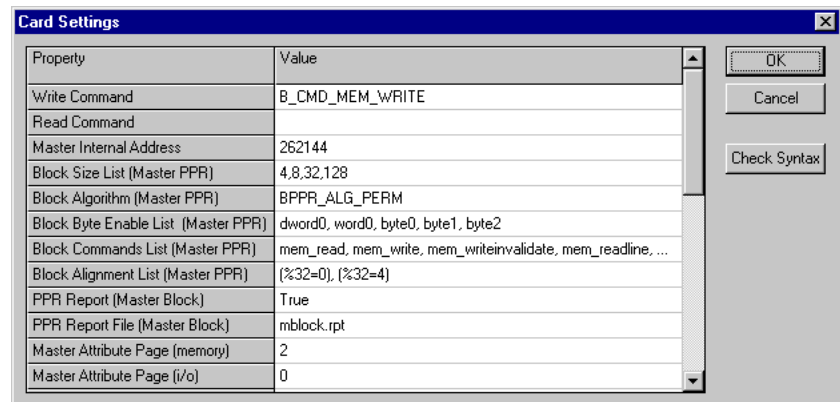 Card Settings
Property Value
OK
Write Command B_CMD_MEM_WRITE
Cancel
Read Command
Master Internal Address 262144
Block Size List (Master PPR) 4,8,32,128
Check Syntax
Block Algorithm (Master PPR) BPPR_ALG_PERM
Block Byte Enable List (Master PPR) dword0, word0, byte0, byte1, byte2
Block Commands List (Master PPR) mem_read, mem_write, mem_writeinvalidate, mem_readline, ...
Block Alignment List (Master PPR) (%32=0), (%32=4)
PPR Report (Master Block) True
PPR Report File (Master Block) mblock.rpt
Master Attribute Page (memory) 2
Master Attribute Page (i/o) 0